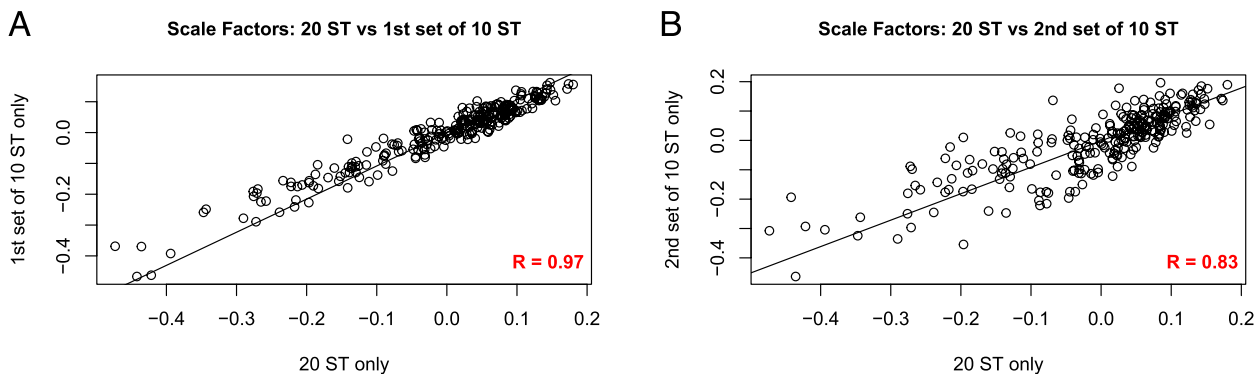 A
Scale Factors: 20 ST vs 1st set of 10 ST
1st set of 10 ST only
0.0
−0.2
−0.4
R = 0.97
−0.4 −0.3 −0.2 −0.1 0.0 0.1 0.2
20 ST only
B
Scale Factors: 20 ST vs 2nd set of 10 ST
2nd set of 10 ST only
0.2
0.0
−0.2
−0.4
R = 0.83
−0.4 −0.3 −0.2 −0.1 0.0 0.1 0.2
20 ST only